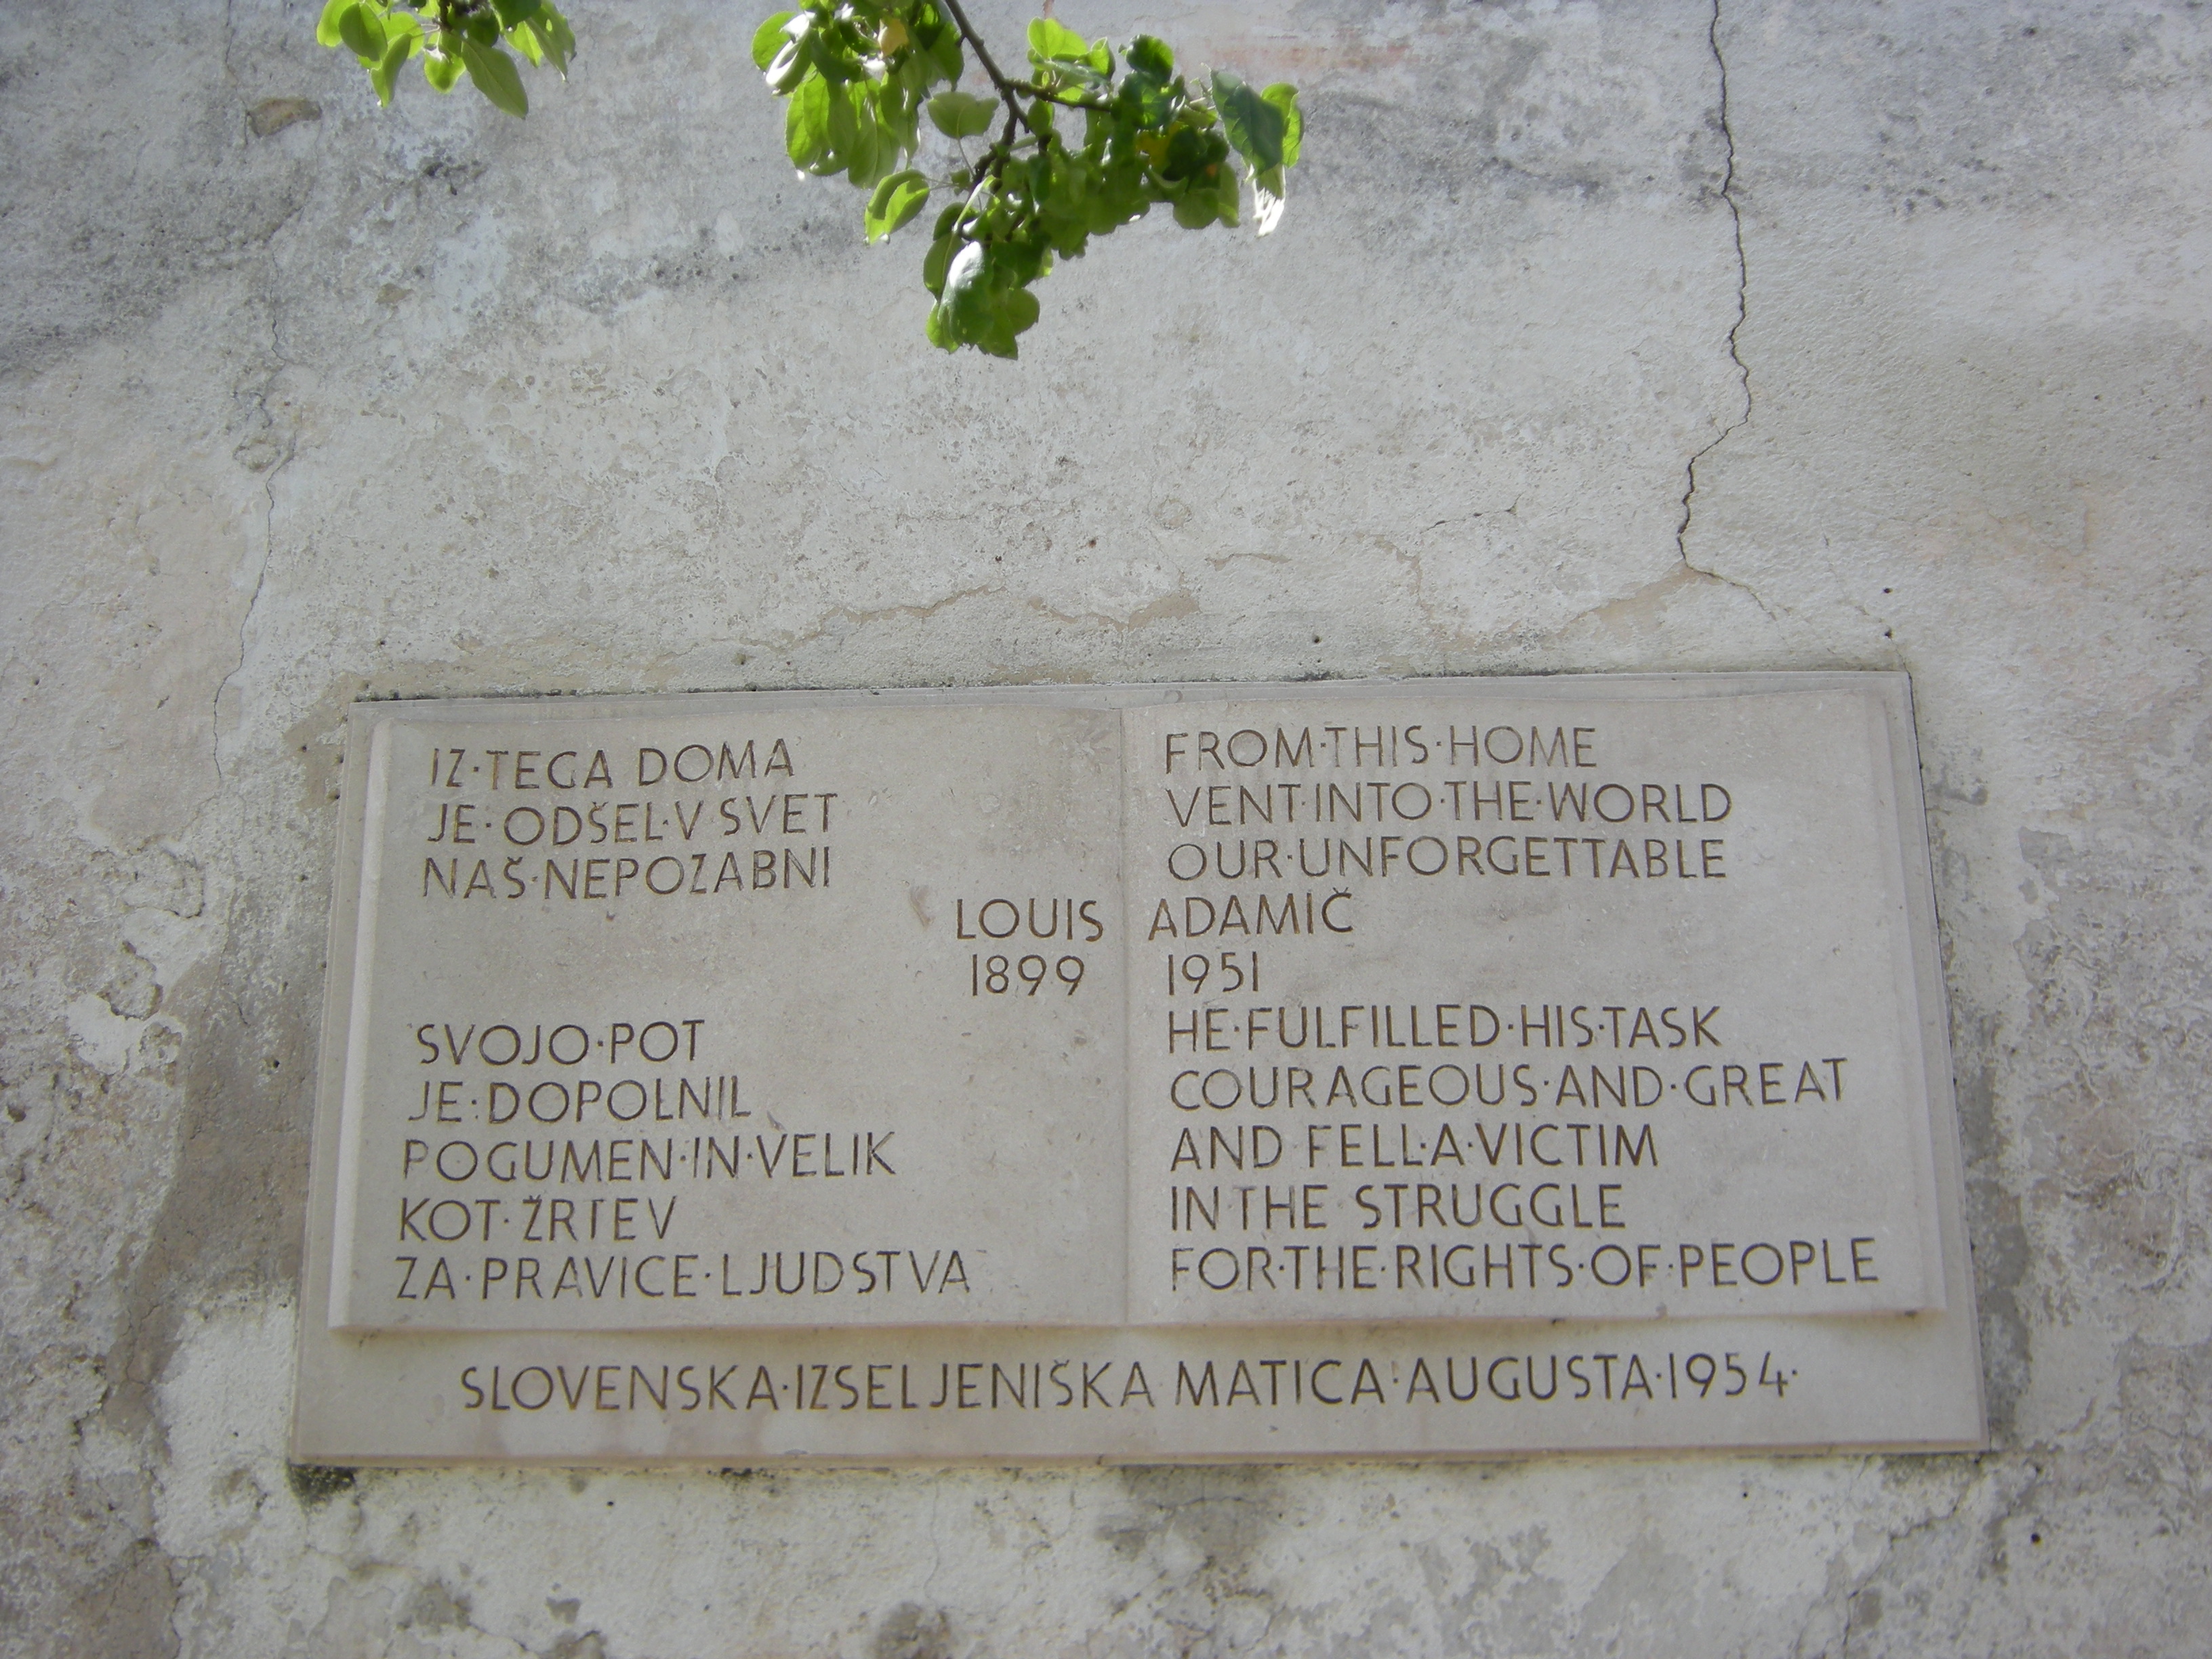 IZ·TEGA DOMA
JE·ODŠEL·V SVET
NAŠ·NEPOZABNI
FROM·THIS·HOME
VENT·INTO·THE·WORLD
OUR·UNFORGETTABLE
LOUIS ADAMIČ
1899 1951
SVOJO·POT
JE·DOPOLNIL
POGUMEN·IN·VELIK
KOT·ŽRTEV
ZA·PRAVICE·LJUDSTVA
HE·FULFILLED·HIS·TASK
COURAGEOUS·AND·GREAT
AND FELL·A·VICTIM
IN THE STRUGGLE
FOR·THE·RIGHTS·OF·PEOPLE
SLOVENSKA·IZSELJENIŠKA MATICA·AUGUSTA·1954·